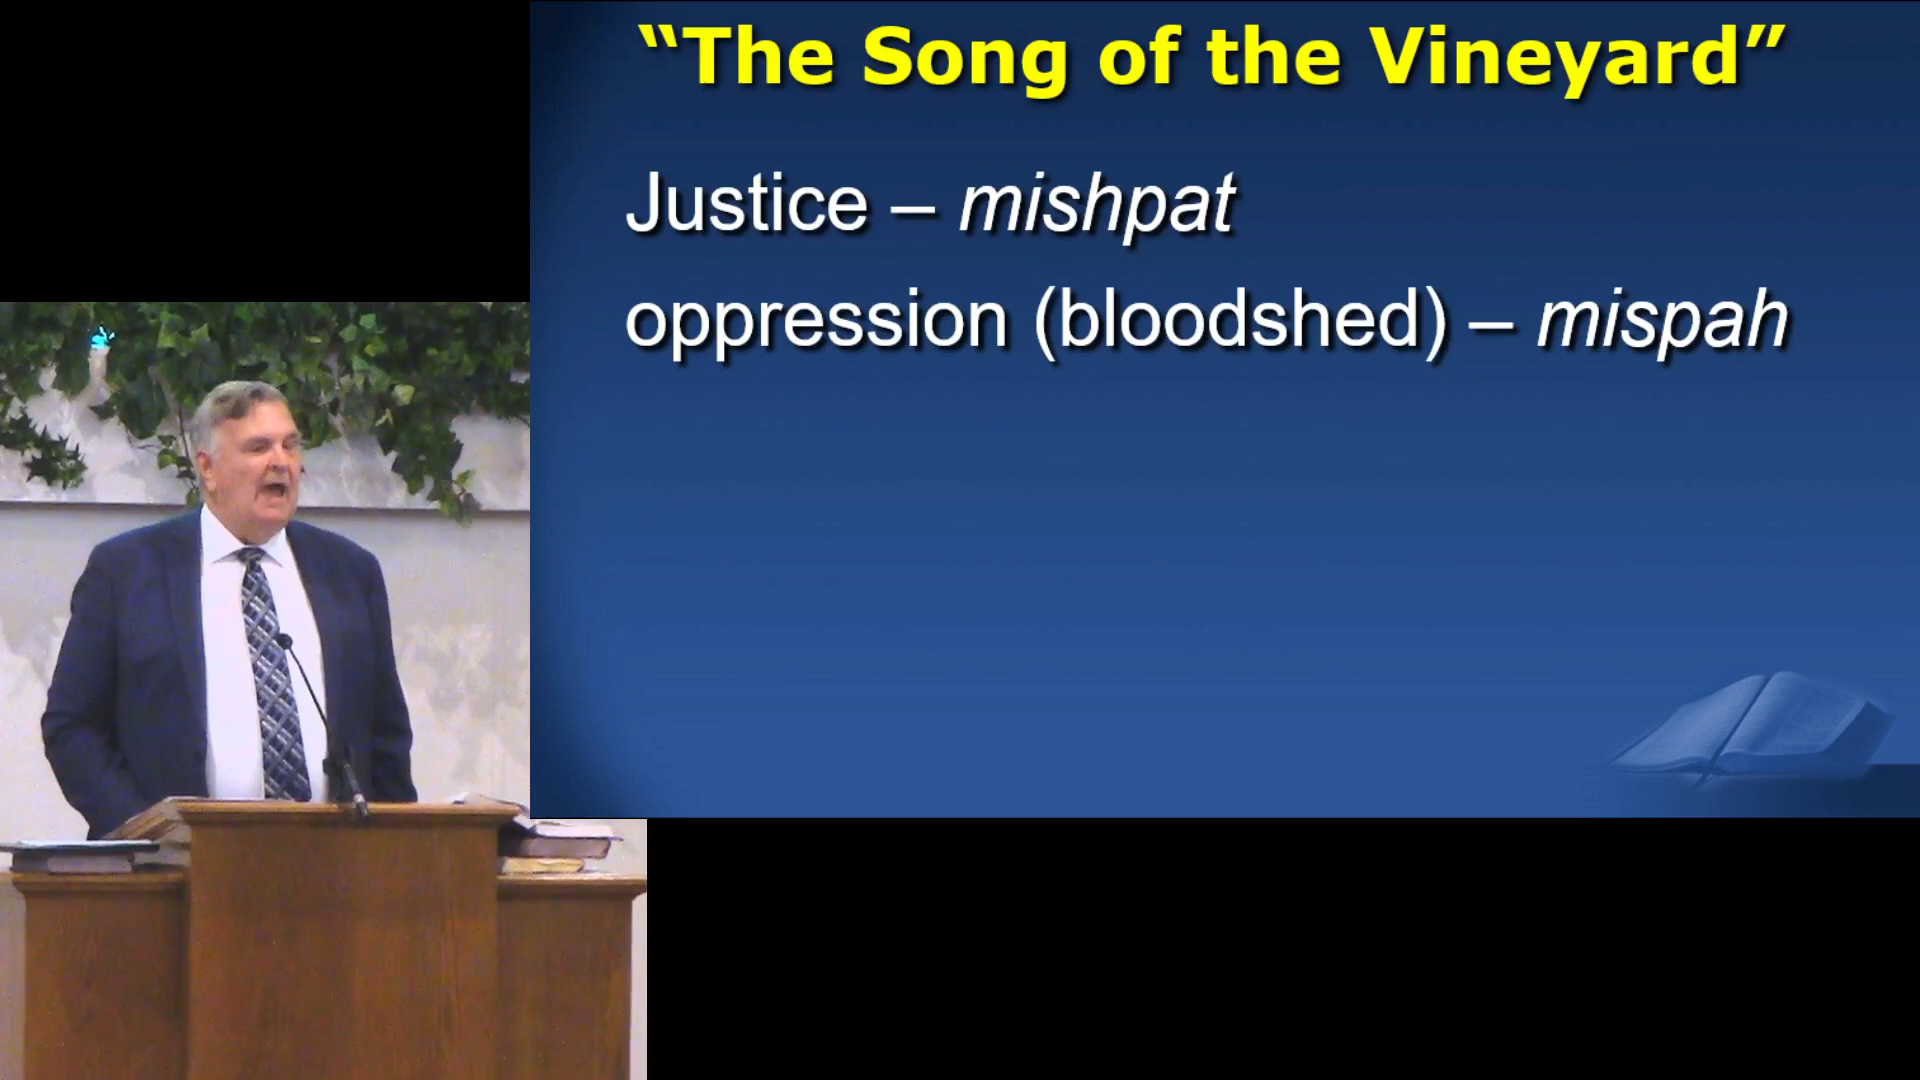 “The Song of the Vineyard”
Justice – mishpat
oppression (bloodshed) – mispah